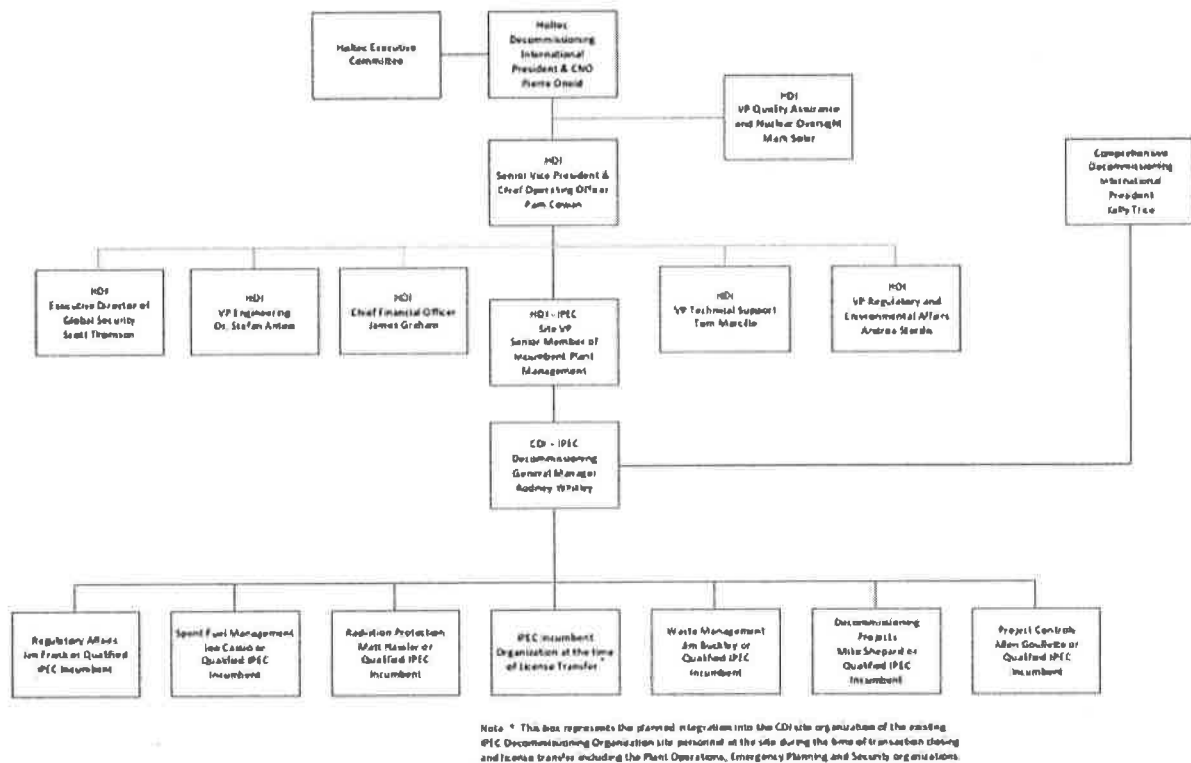 Holtec Executive
Committee
Holtec
Decommissioning
International
President & CNO
Pierre Oneid
HDI
VP Quality Assurance
and Nuclear Oversight
Mark Soler
HDI
Senior Vice President &
Chief Operating Officer
Pam Cowan
Comprehensive
Decommissioning
International
President
Kelly Trice
HDI
Executive Director of
Global Security
Scott Thomson
HDI
VP Engineering
Dr. Stefan Anton
HDI
Chief Financial Officer
James Graham
HDI - IPEC
Site VP
Senior Member of
Incumbent Plant
Management
HDI
VP Technical Support
Tom Marcille
HDI
VP Regulatory and
Environmental Affairs
Andrea Sterdis
CDI - IPEC
Decommissioning
General Manager
Rodney Whitley
Regulatory Affairs
Jim or Qualified
IPEC Incumbent
Spent Fuel Management
Joe or
Qualified IPEC
Incumbent
Radiation Protection
Matt or
Qualified IPEC
Incumbent
IPEC Incumbent
Organization at the time
of License Transfer *
Waste Management
Jim Buckley or
Qualified IPEC
Incumbent
Decommissioning
Projects
Mike Shepard or
Qualified IPEC
Incumbent
Project Controls
Allen or
Qualified IPEC
Incumbent
Note * This box represents the planned integration into the CDI site organization of the existing
IPEC Decommissioning Organization site personnel at the site during the time of transaction closing
and license transfer including the Plant Operations, Emergency Planning and Security organizations.